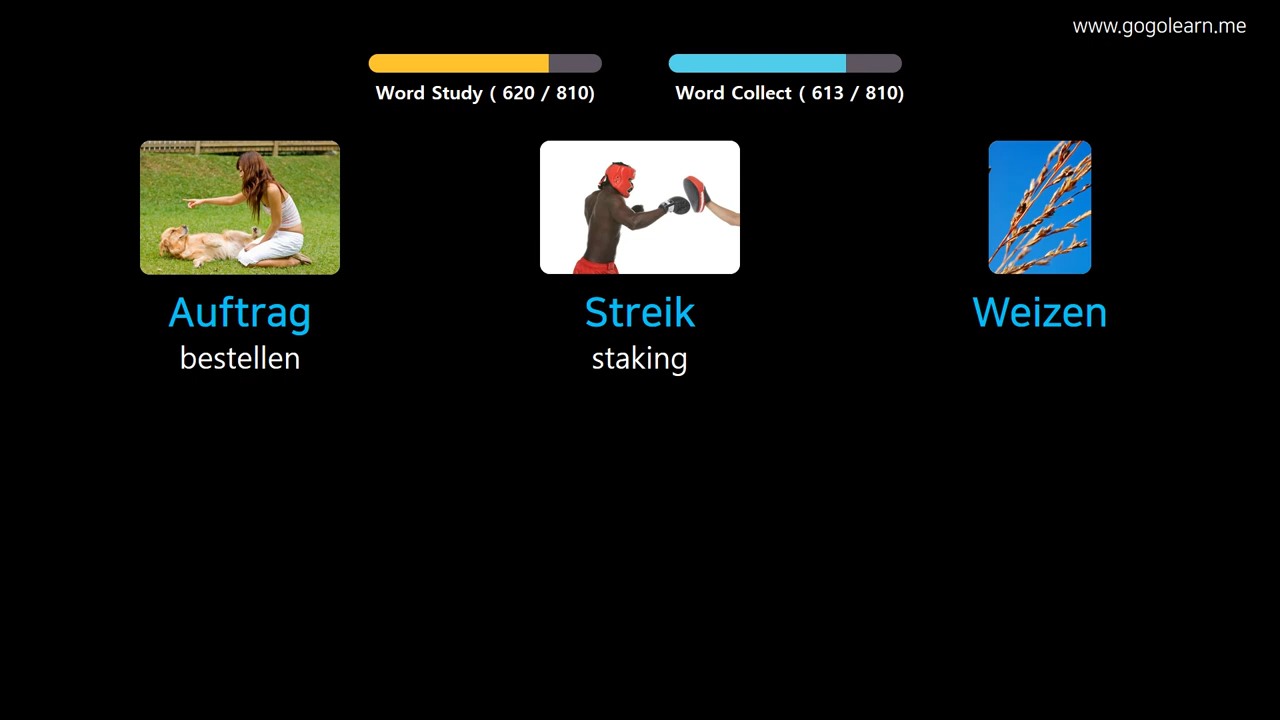 www.gogolearn.me
Word Study ( 620 / 810)
Word Collect ( 613 / 810)
Auftrag
bestellen
Streik
staking
Weizen